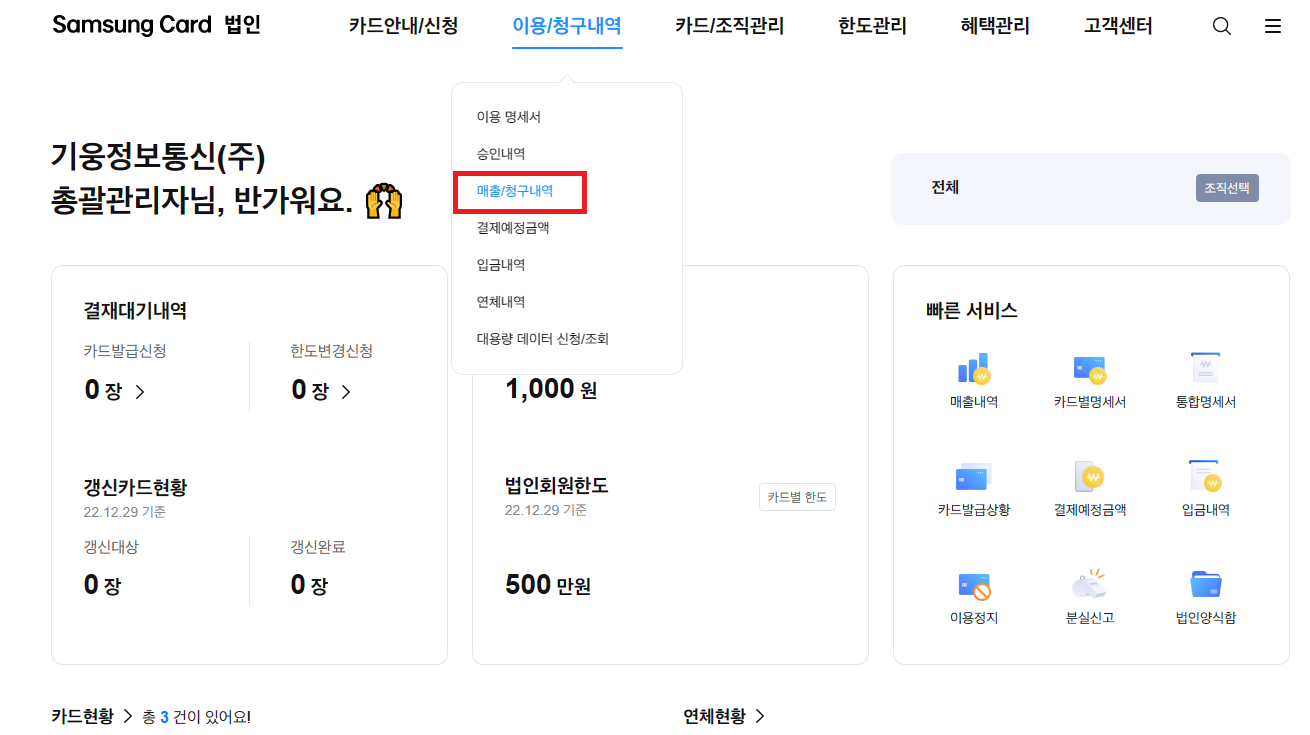 Samsung Card 법인
카드안내/신청
이용/청구내역
카드/조직관리
한도관리
혜택관리
고객센터
이용 명세서
승인내역
매출/청구내역
결제예정금액
입금내역
연체내역
대용량 데이터 신청/조회
기웅정보통신(주)
총괄관리자님, 반가워요.
전체
조직선택
결재대기내역
카드발급신청
0 장
한도변경신청
0 장
갱신카드현황
22.12.29 기준
갱신대상
0 장
갱신완료
0 장
1,000 원
법인회원한도
22.12.29 기준
카드별 한도
500 만원
빠른 서비스
매출내역
카드별명세서
통합명세서
카드발급상황
결제예정금액
입금내역
이용정지
분실신고
법인양식함
카드현황
총 3 건이 있어요!
연체현황